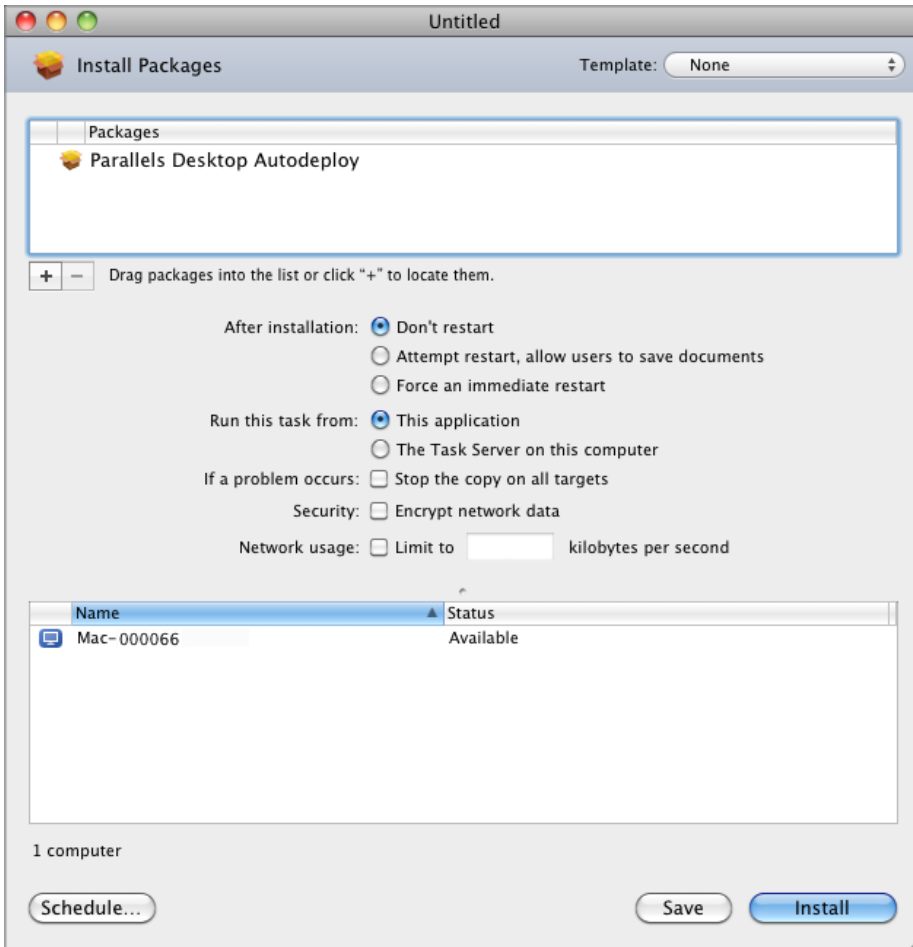 Untitled
Install Packages
Template: None
Packages
Parallels Desktop Autodeploy
+ − Drag packages into the list or click “+” to locate them.
After installation: Don't restart
Attempt restart, allow users to save documents
Force an immediate restart
Run this task from: This application
The Task Server on this computer
If a problem occurs: Stop the copy on all targets
Security: Encrypt network data
Network usage: Limit to kilobytes per second
Name Status
Mac-000066 Available
1 computer
Schedule... Save Install